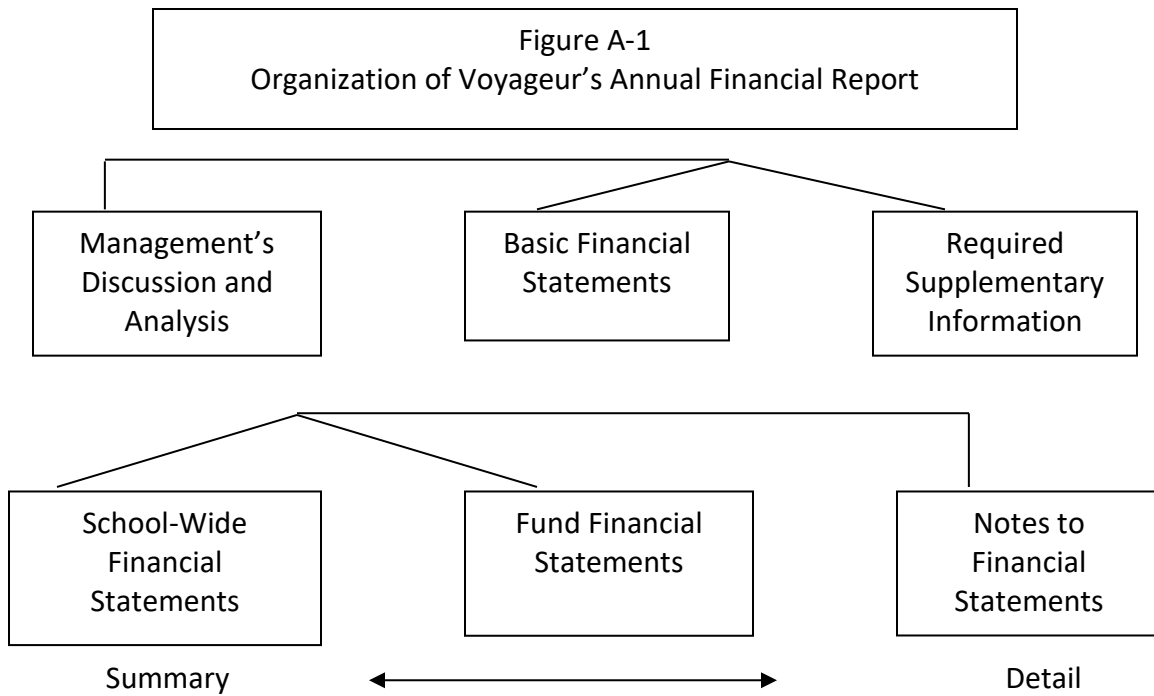 Figure A-1
Organization of Voyageur’s Annual Financial Report
Management’s
Discussion and
Analysis
Basic Financial
Statements
Required
Supplementary
Information
School-Wide
Financial
Statements
Fund Financial
Statements
Notes to
Financial
Statements
Summary
Detail